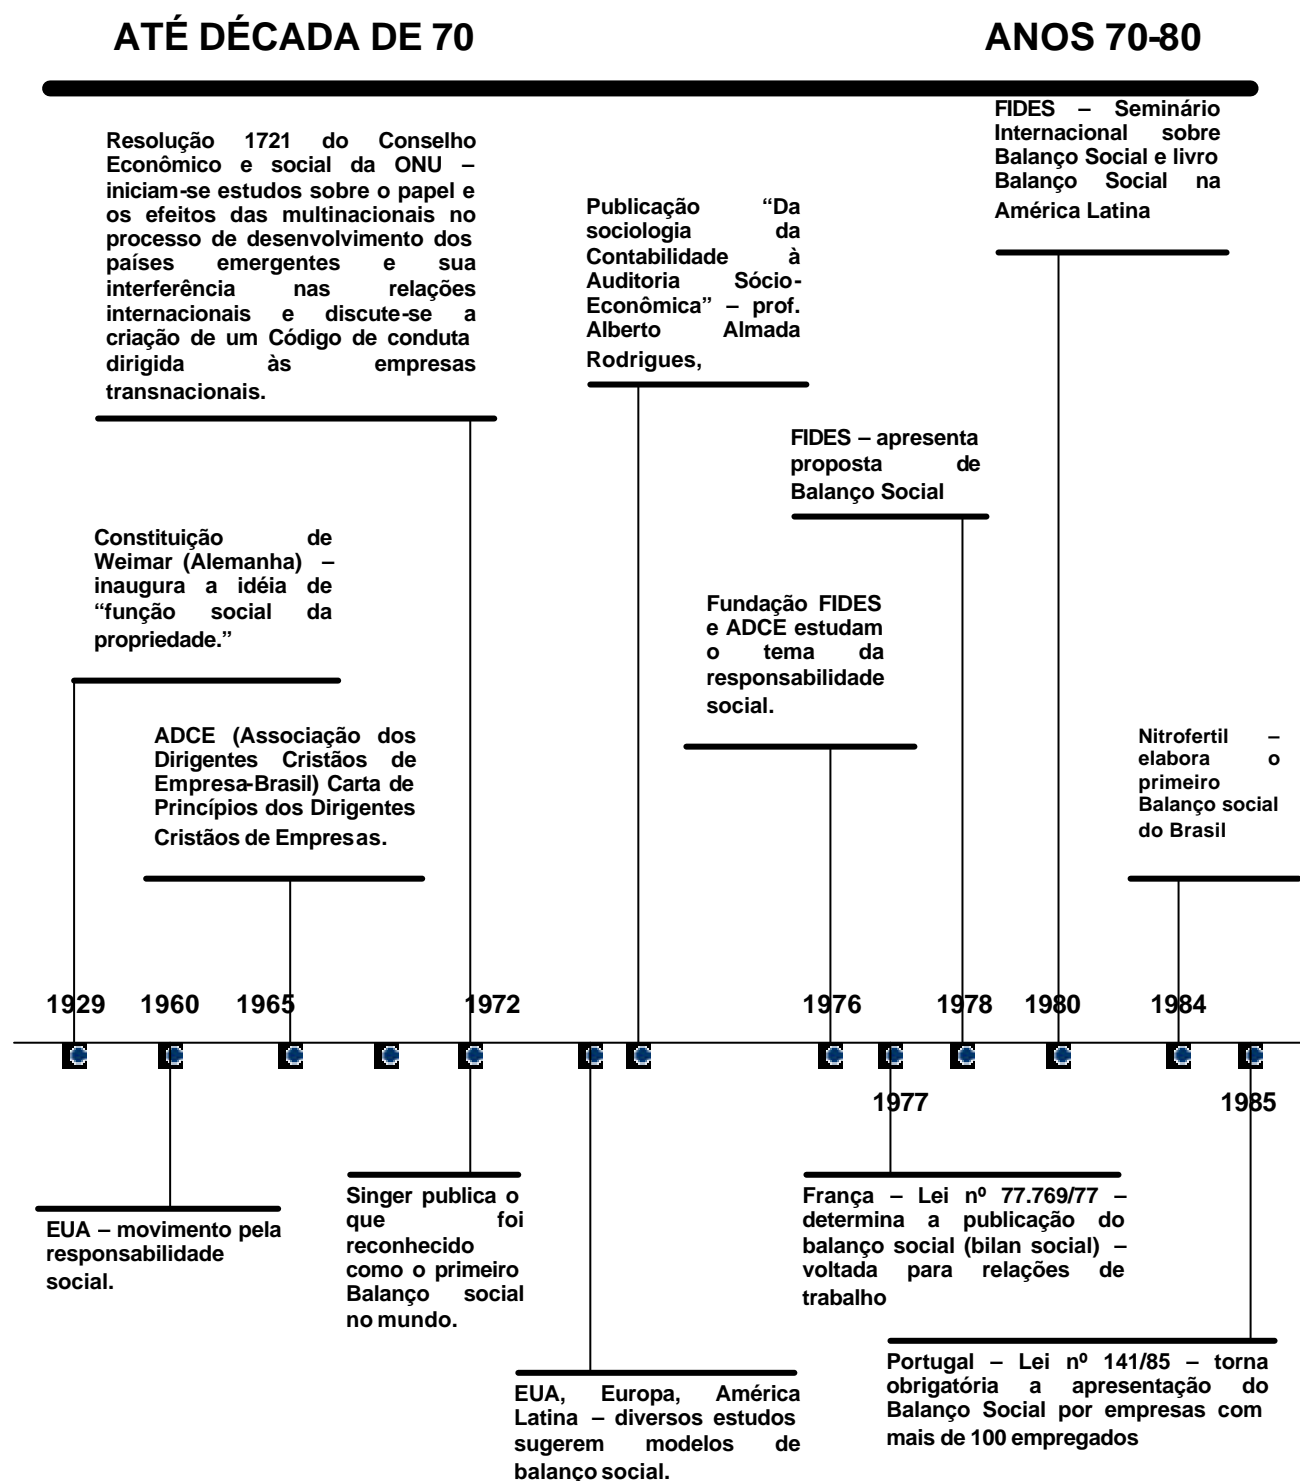 ATÉ DÉCADA DE 70
ANOS 70-80
Resolução 1721 do Conselho
Econômico e social da ONU –
iniciam-se estudos sobre o papel e
os efeitos das multinacionais no
processo de desenvolvimento dos
países emergentes e sua
interferência nas relações
internacionais e discute-se a
criação de um Código de conduta
dirigida às empresas
transnacionais.
Publicação “Da
sociologia da
Contabilidade à
Auditoria Sócio-
Econômica” – prof.
Alberto Almada
Rodrigues,
FIDES – Seminário
Internacional sobre
Balanço Social e livro
Balanço Social na
América Latina
FIDES – apresenta
proposta de
Balanço Social
Constituição de
Weimar (Alemanha) –
inaugura a idéia de
“função social da
propriedade.”
Fundação FIDES
e ADCE estudam
o tema da
responsabilidade
social.
ADCE (Associação dos
Dirigentes Cristãos de
Empresa-Brasil) Carta de
Princípios dos Dirigentes
Cristãos de Empresas.
Nitrofertil –
elabora o
primeiro
Balanço social
do Brasil
1929 1960 1965 1972 1976 1978 1980 1984
1977 1985
EUA – movimento pela
responsabilidade
social.
Singer publica o
que foi
reconhecido
como o primeiro
Balanço social
no mundo.
França – Lei nº 77.769/77 –
determina a publicação do
balanço social (bilan social) –
voltada para relações de
trabalho
EUA, Europa, América
Latina – diversos estudos
sugerem modelos de
balanço social.
Portugal – Lei nº 141/85 – torna
obrigatória a apresentação do
Balanço Social por empresas com
mais de 100 empregados